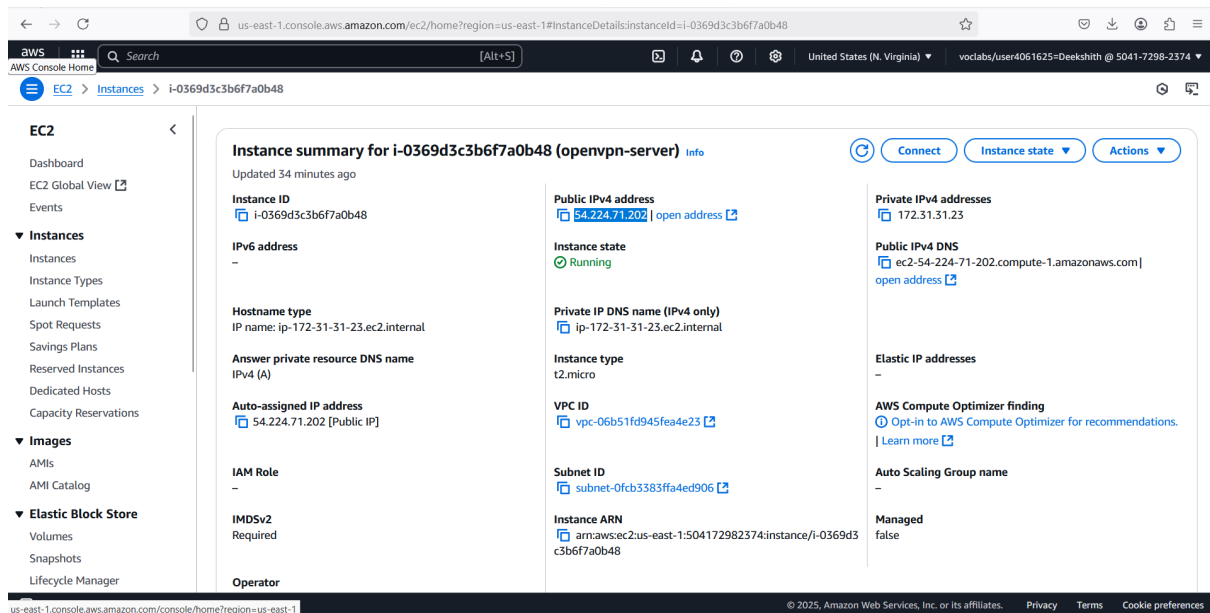 us-east-1.console.aws.amazon.com/ec2/home?region=us-east-1#InstanceDetails:instanceId=i-0369d3c3b6f7a0b48
aws
Search
[Alt+S]
United States (N. Virginia)
voclabs/user4061625=Deekshith @ 5041-7298-2374
AWS Console Home
EC2 > Instances > i-0369d3c3b6f7a0b48
EC2
Dashboard
EC2 Global View
Events
Instances
Instances
Instance Types
Launch Templates
Spot Requests
Savings Plans
Reserved Instances
Dedicated Hosts
Capacity Reservations
Images
AMIs
AMI Catalog
Elastic Block Store
Volumes
Snapshots
Lifecycle Manager
Instance summary for i-0369d3c3b6f7a0b48 (openvpn-server) Info
Connect
Instance state
Actions
Updated 34 minutes ago
Instance ID
i-0369d3c3b6f7a0b48
Public IPv4 address
54.224.71.202 | open address
Private IPv4 addresses
172.31.31.23
IPv6 address
–
Instance state
Running
Public IPv4 DNS
ec2-54-224-71-202.compute-1.amazonaws.com |
open address
Hostname type
IP name: ip-172-31-31-23.ec2.internal
Private IP DNS name (IPv4 only)
ip-172-31-31-23.ec2.internal
Answer private resource DNS name
IPv4 (A)
Instance type
t2.micro
Elastic IP addresses
–
Auto-assigned IP address
54.224.71.202 [Public IP]
VPC ID
vpc-06b51fd945fea4e23
AWS Compute Optimizer finding
Opt-in to AWS Compute Optimizer for recommendations.
| Learn more
IAM Role
–
Subnet ID
subnet-0fcb3383ffa4ed906
Auto Scaling Group name
–
IMDSv2
Required
Instance ARN
arn:aws:ec2:us-east-1:504172982374:instance/i-0369d3
c3b6f7a0b48
Managed
false
Operator
us-east-1.console.aws.amazon.com/console/home?region=us-east-1
© 2025, Amazon Web Services, Inc. or its affiliates.
Privacy
Terms
Cookie preferences